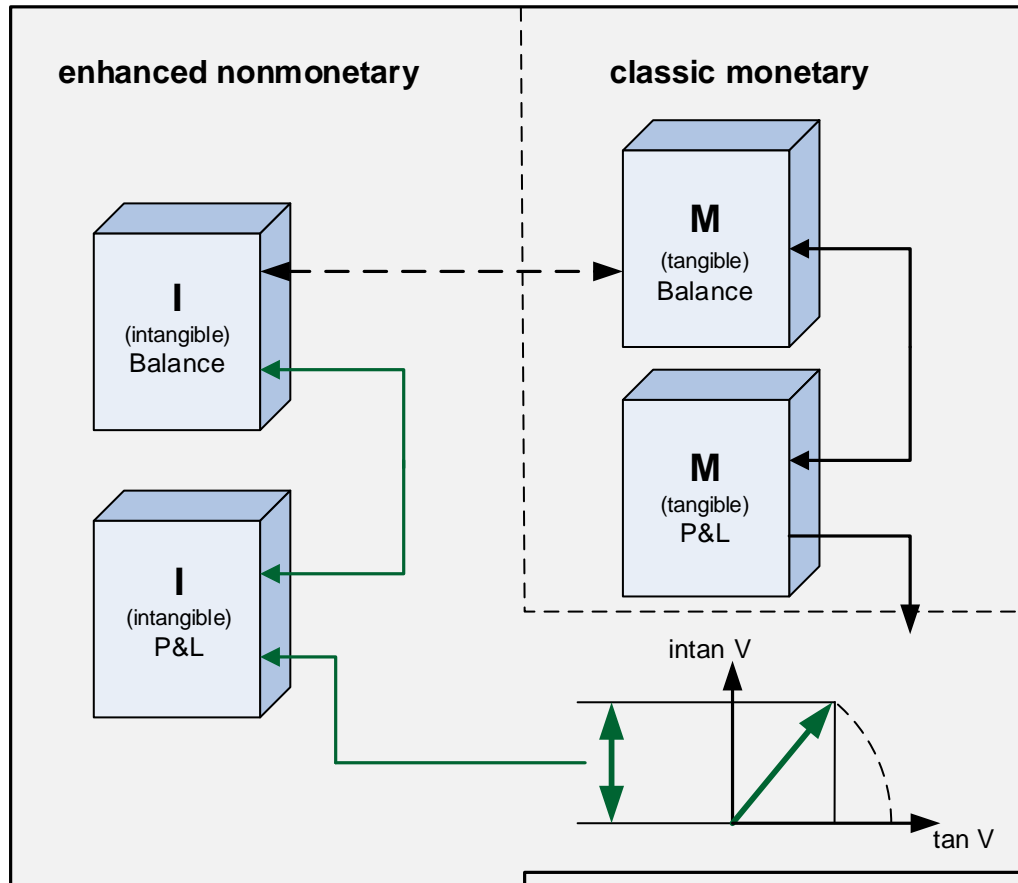 enhanced nonmonetary
classic monetary
M
(tangible)
Balance
I
(intangible)
Balance
M
(tangible)
P&L
I
(intangible)
P&L
intan V
tan V